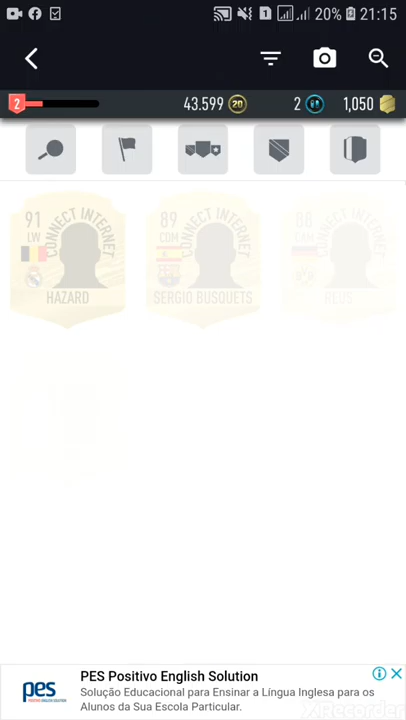 20% 21:15
2 43.599 20 2 1,050
91 89 88
LW CDM CAM
CONNECT INTERNET CONNECT INTERNET CONNECT INTERNET
HAZARD SERGIO BUSQUETS REUS
PES Positivo English Solution
pes Solução Educacional para Ensinar a Língua Inglesa para os
Alunos da Sua Escola Particular.
XRecorder